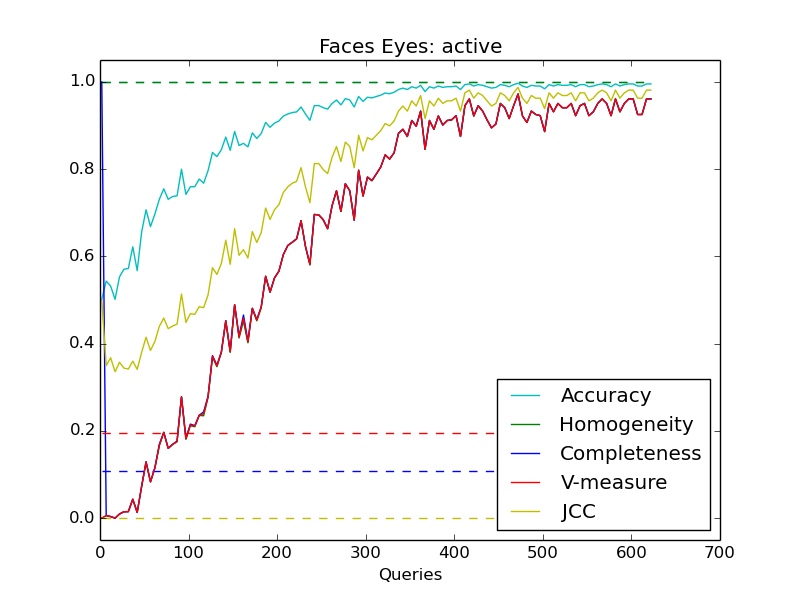 Faces Eyes: active
1.0
0.8
0.6
0.4
0.2
0.0
Accuracy
Homogeneity
Completeness
V-measure
JCC
0 100 200 300 400 500 600 700
Queries